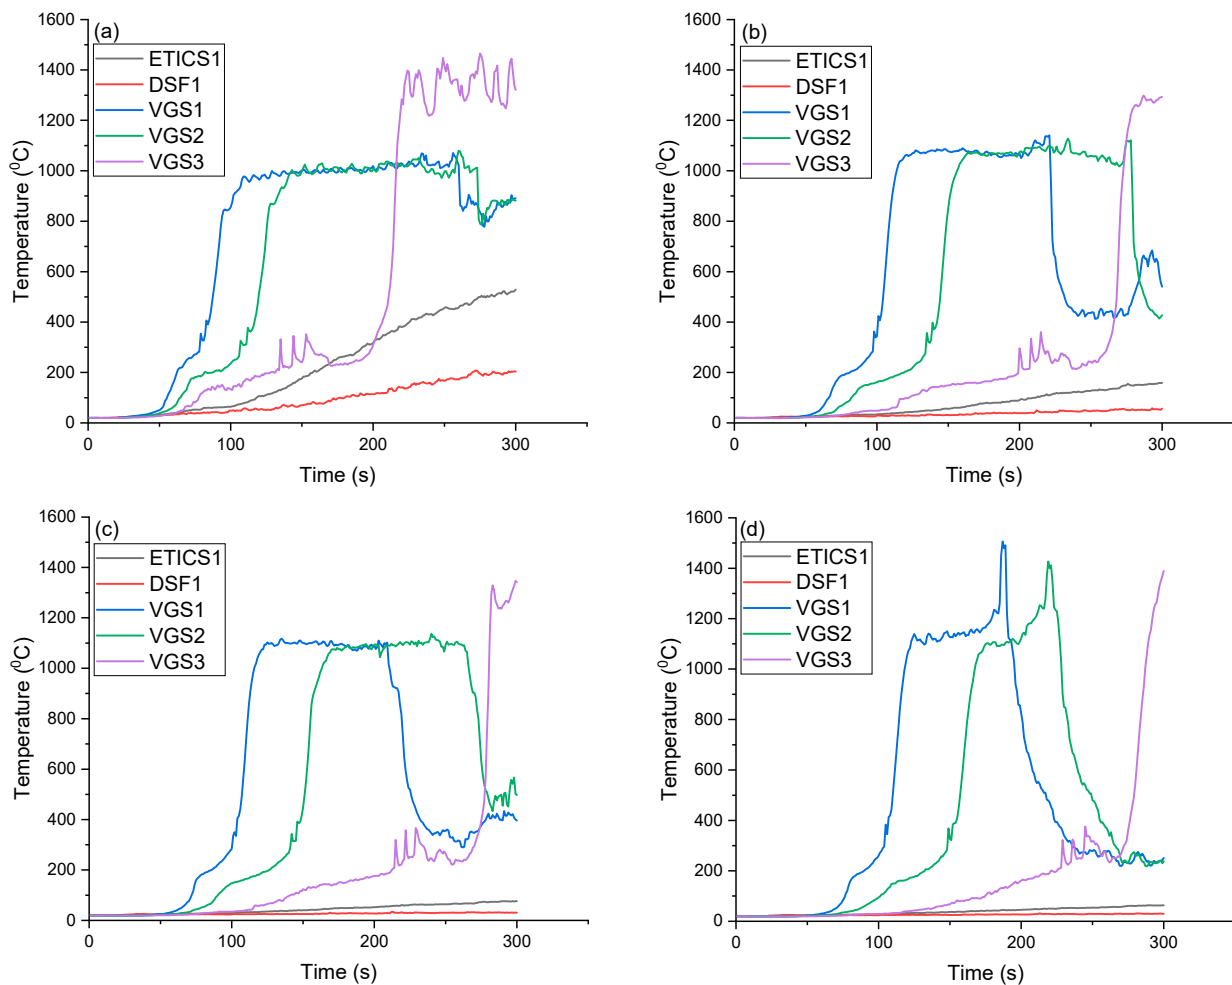 (a)
ETICS1
DSF1
VGS1
VGS2
VGS3
1600
1400
1200
1000
800
600
400
200
0
Temperature (⁰C)
0 100 200 300
Time (s)
(b)
ETICS1
DSF1
VGS1
VGS2
VGS3
1600
1400
1200
1000
800
600
400
200
0
Temperature (⁰C)
0 100 200 300
Time (s)
(c)
ETICS1
DSF1
VGS1
VGS2
VGS3
1600
1400
1200
1000
800
600
400
200
0
Temperature (⁰C)
0 100 200 300
Time (s)
(d)
ETICS1
DSF1
VGS1
VGS2
VGS3
1600
1400
1200
1000
800
600
400
200
0
Temperature (⁰C)
0 100 200 300
Time (s)